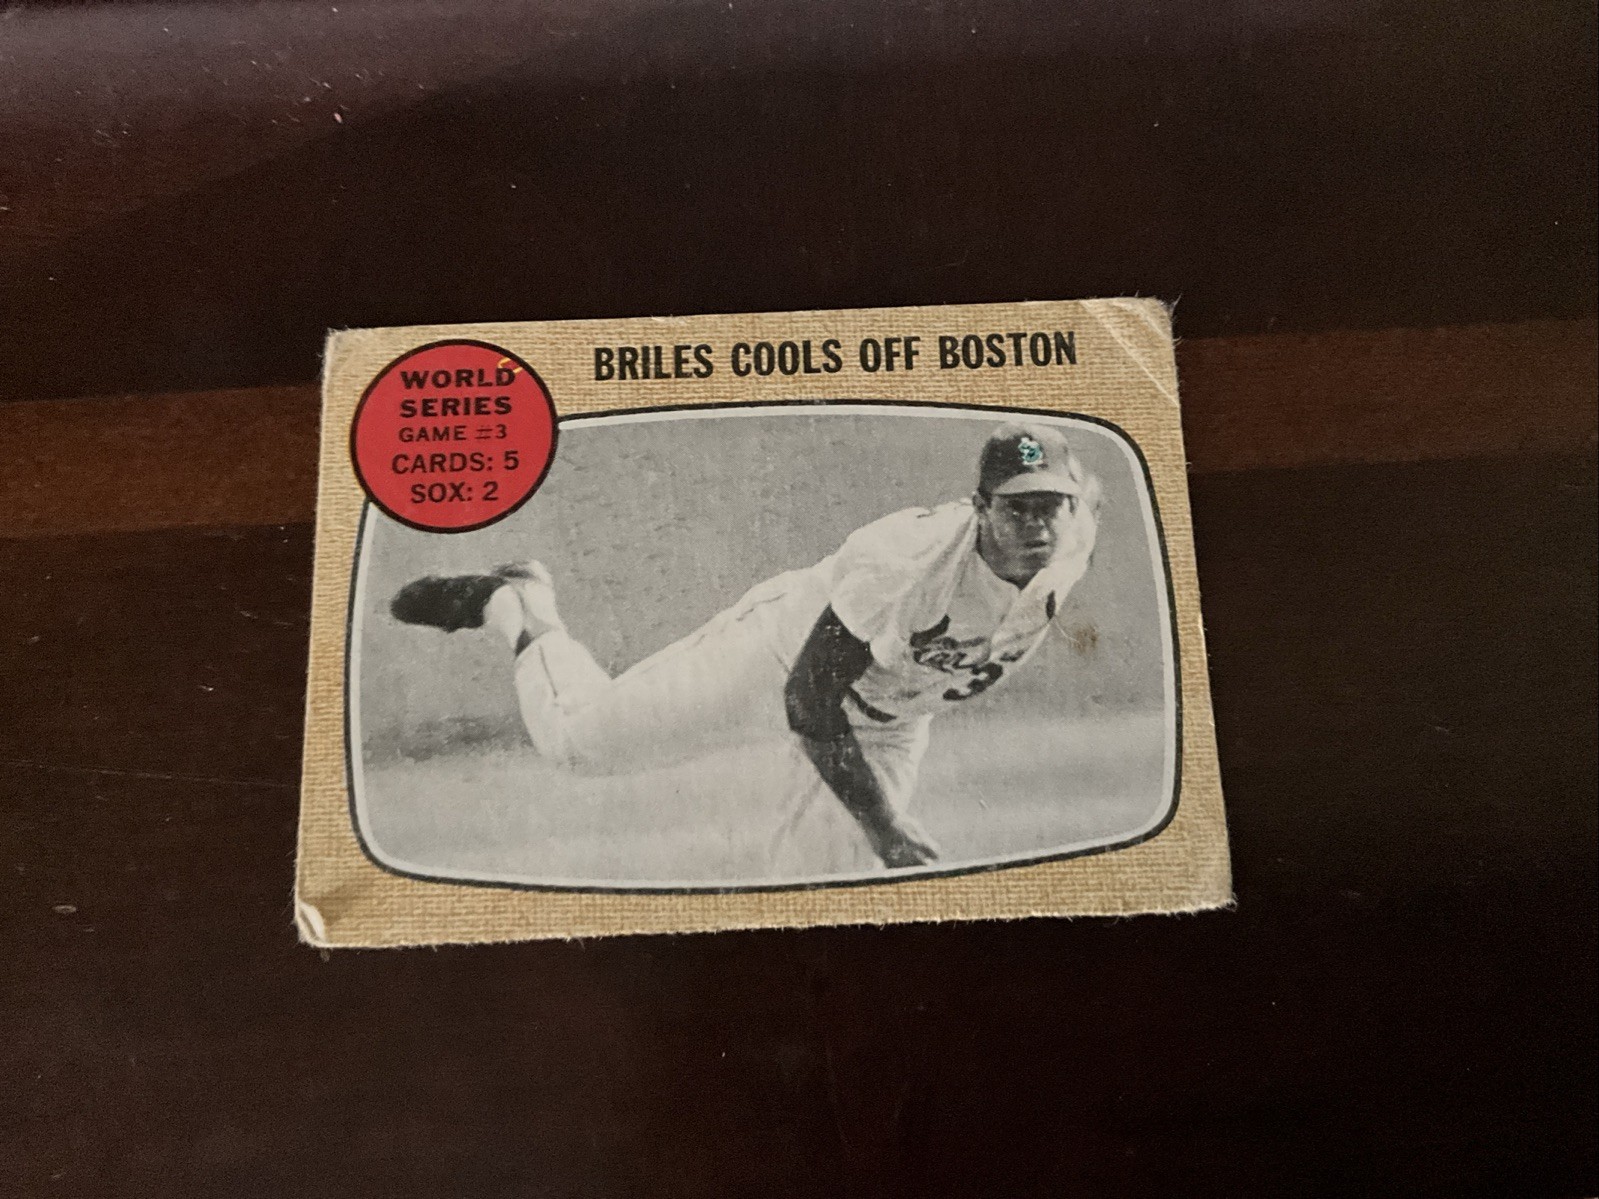 BRILES COOLS OFF BOSTON
WORLD
SERIES
GAME #3
CARDS: 5
SOX: 2